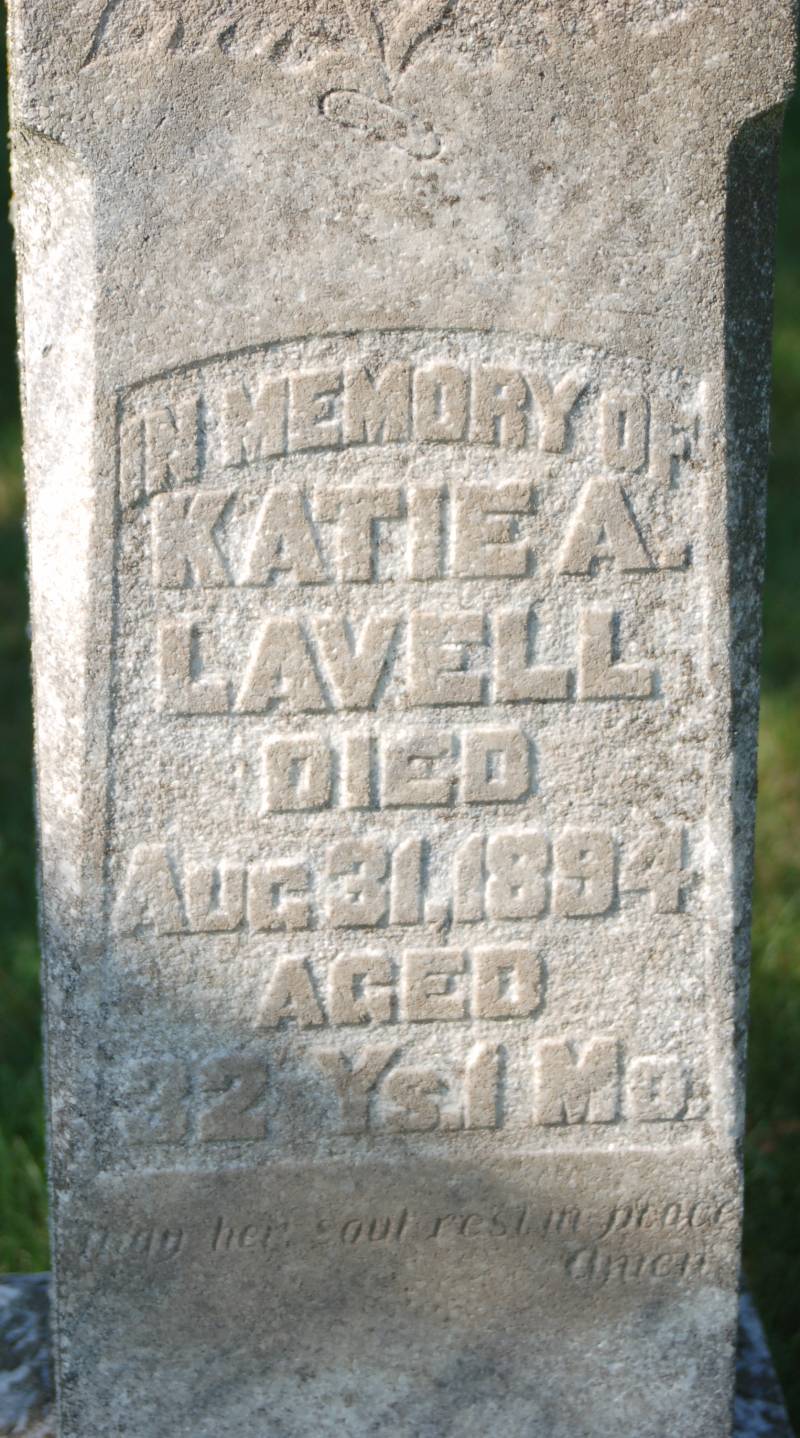 IN MEMORY OF
KATIE A.
LAVELL
DIED
AUG 31, 1894
AGED
32 Ys. 1 Mo.
may her soul rest in peace
Amen